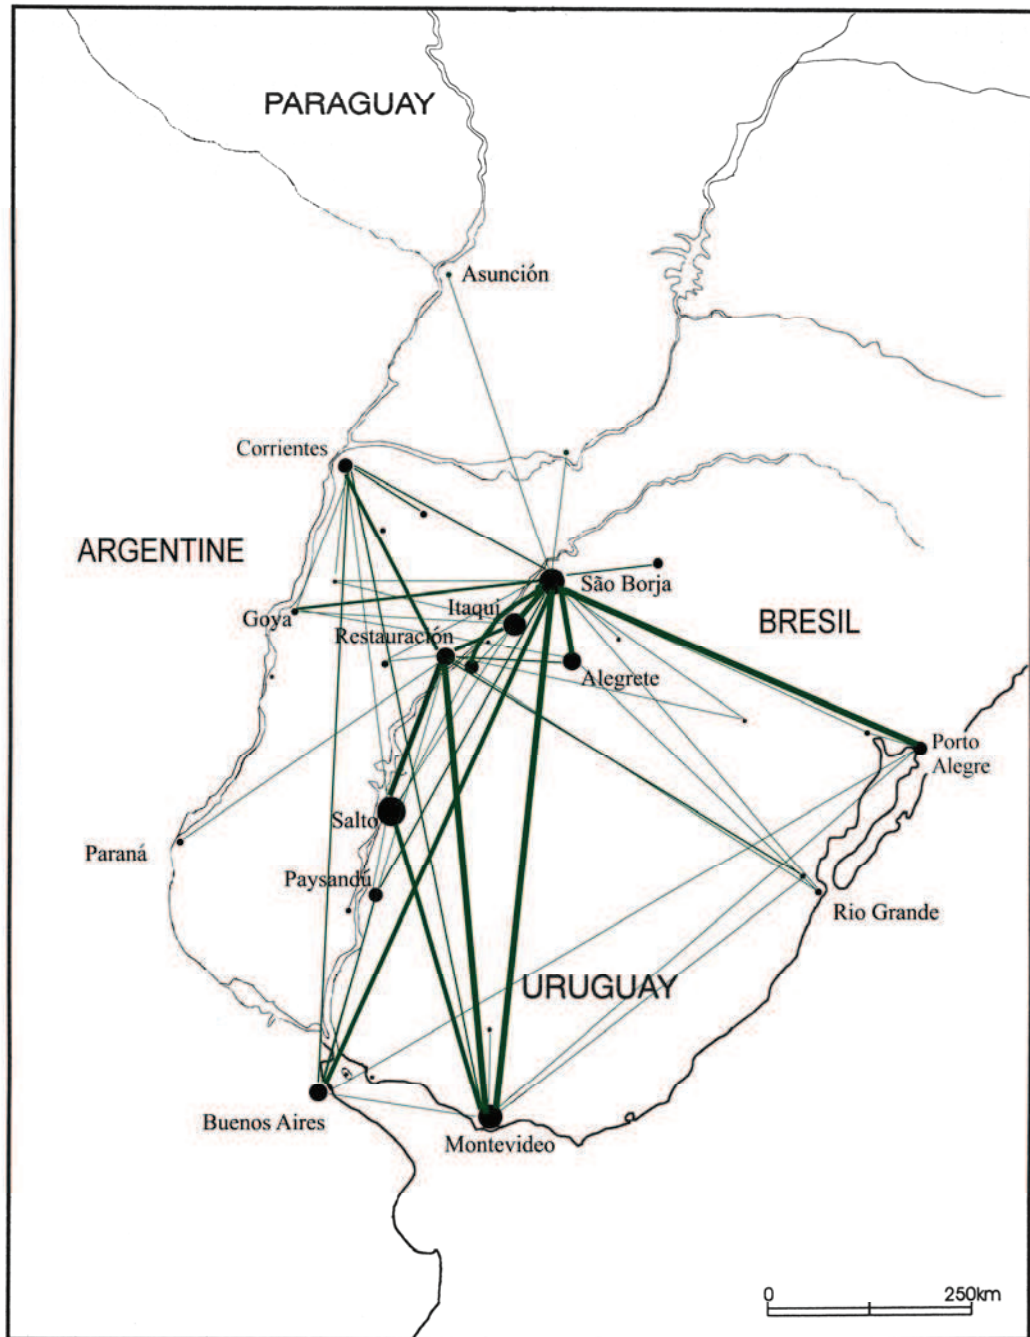 PARAGUAY
Asunción
Corrientes
ARGENTINE
São Borja
Goya
Itaqui
BRESIL
Restauración
Alegrete
Porto
Alegre
Salto
Paraná
Paysandú
Rio Grande
URUGUAY
Buenos Aires
Montevideo
0 250km